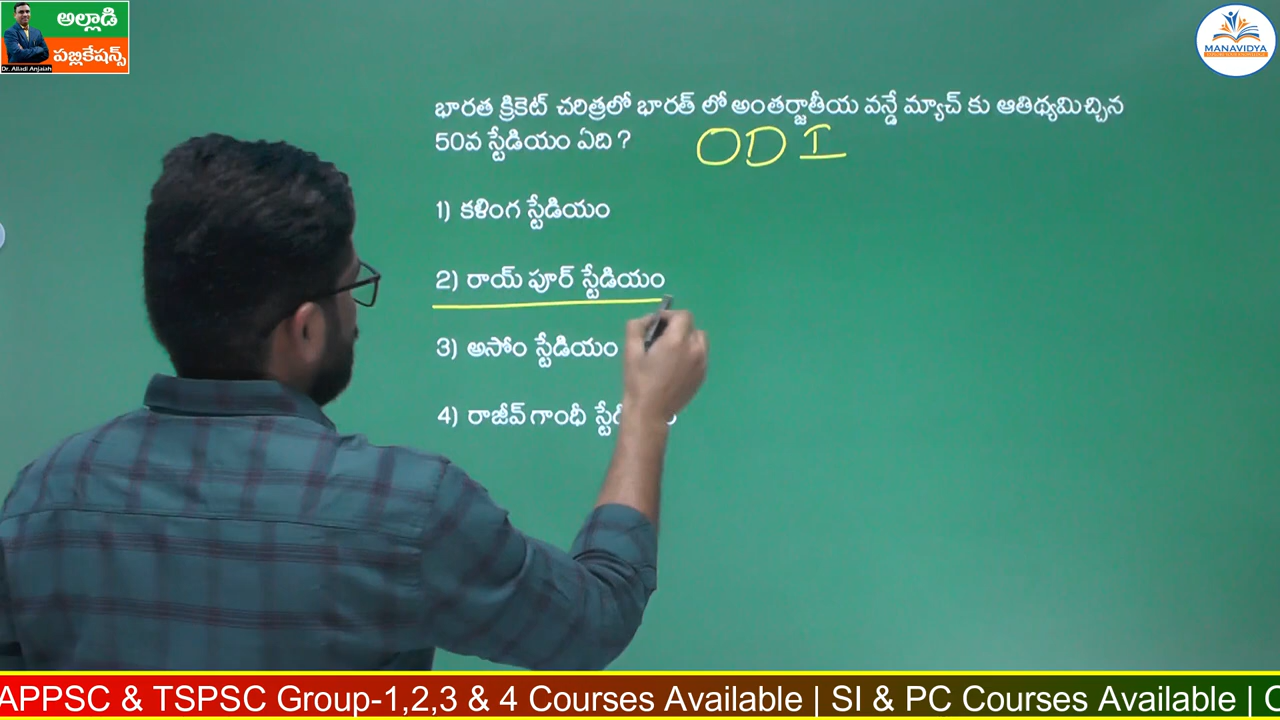 అల్లాడి
పబ్లికేషన్స్
Dr. Alladi Anjaiah
MANAVIDYA
భారత క్రికెట్ చరిత్రలో భారత్ లో అంతర్జాతీయ వన్డే మ్యాచ్ కు ఆతిథ్యమిచ్చిన
50వ స్టేడియం ఏది ?
ODI
1) కళింగ స్టేడియం
2) రాయ్ పూర్ స్టేడియం
3) అసోం స్టేడియం
4) రాజీవ్ గాంధీ
APPSC & TSPSC Group-1,2,3 & 4 Courses Available | SI & PC Courses Available |